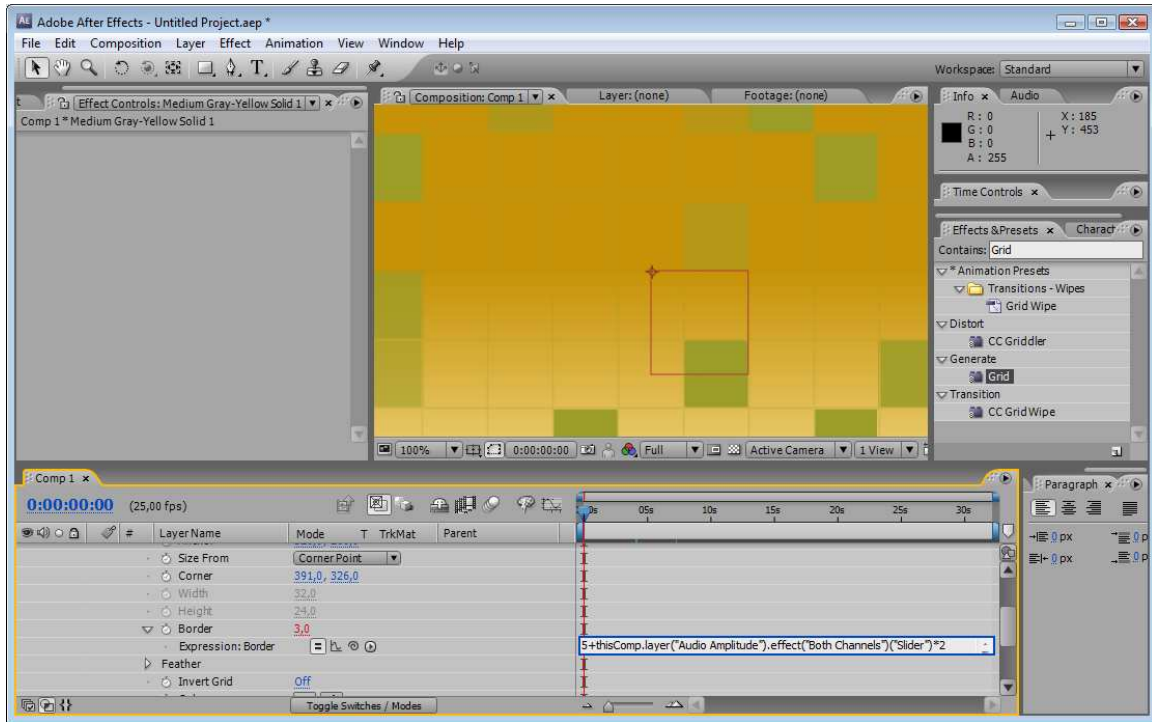 Adobe After Effects - Untitled Project.aep *
File Edit Composition Layer Effect Animation View Window Help
Workspace: Standard
t Effect Controls: Medium Gray-Yellow Solid 1
Comp 1 * Medium Gray-Yellow Solid 1
Composition: Comp 1 Layer: (none) Footage: (none)
100% 0:00:00:00 Full Active Camera 1 View
Info Audio
R: 0 X: 185
G: 0 Y: 453
B: 0
A: 255
Time Controls
Effects & Presets Charact
Contains: Grid
* Animation Presets
Transitions - Wipes
Grid Wipe
Distort
CC Griddler
Generate
Grid
Transition
CC Grid Wipe
Comp 1
0:00:00:00 (25,00 fps)
0s 05s 10s 15s 20s 25s 30s
# Layer Name Mode T TrkMat Parent
Size From Corner Point
Corner 391,0, 326,0
Width 32,0
Height 24,0
Border 3,0
Expression: Border 5+thisComp.layer("Audio Amplitude").effect("Both Channels")("Slider")*2
Feather
Invert Grid Off
Toggle Switches / Modes
Paragraph
0 px 0 p
0 px 0 p